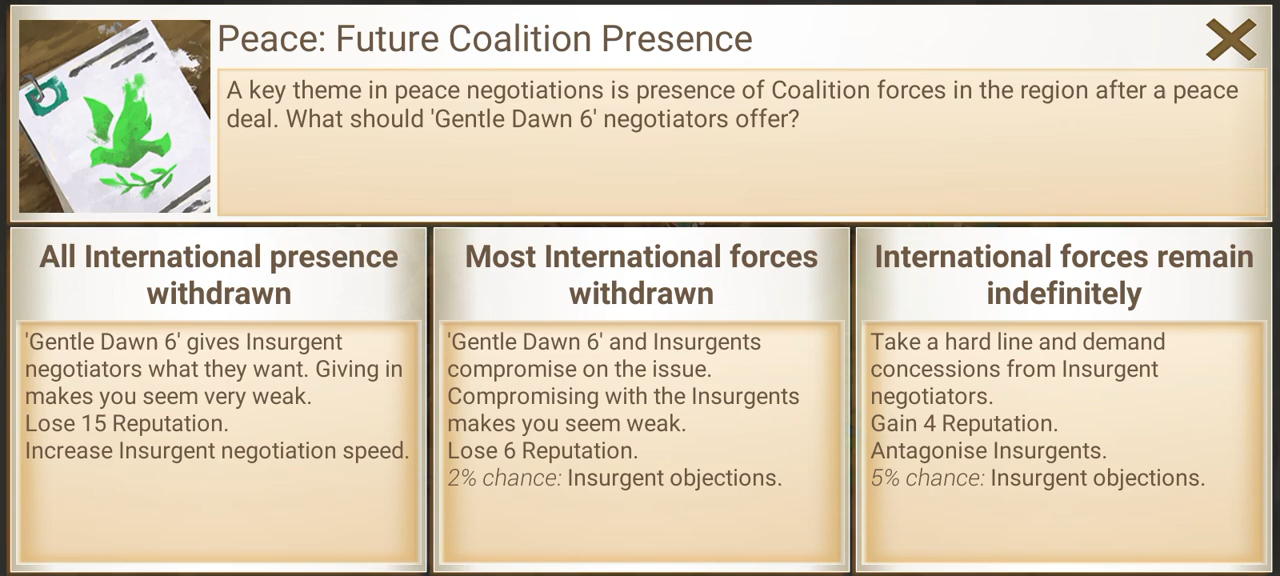 Peace: Future Coalition Presence
A key theme in peace negotiations is presence of Coalition forces in the region after a peace
deal. What should 'Gentle Dawn 6' negotiators offer?
All International presence
withdrawn
'Gentle Dawn 6' gives Insurgent
negotiators what they want. Giving in
makes you seem very weak.
Lose 15 Reputation.
Increase Insurgent negotiation speed.
Most International forces
withdrawn
'Gentle Dawn 6' and Insurgents
compromise on the issue.
Compromising with the Insurgents
makes you seem weak.
Lose 6 Reputation.
2% chance: Insurgent objections.
International forces remain
indefinitely
Take a hard line and demand
concessions from Insurgent
negotiators.
Gain 4 Reputation.
Antagonise Insurgents.
5% chance: Insurgent objections.